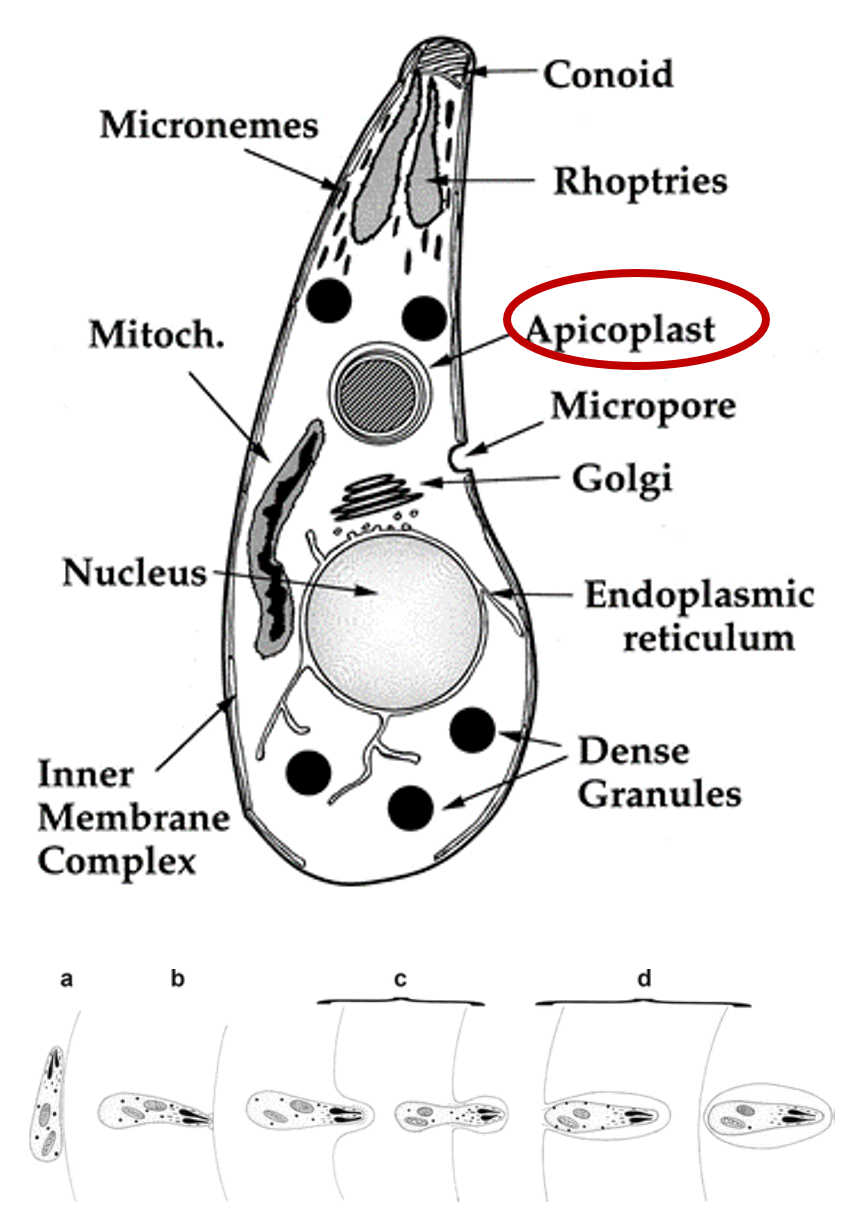 Conoid
Micronemes
Rhoptries
Apicoplast
Mitoch.
Micropore
Golgi
Nucleus
Endoplasmic
reticulum
Dense
Granules
Inner
Membrane
Complex
a b c d